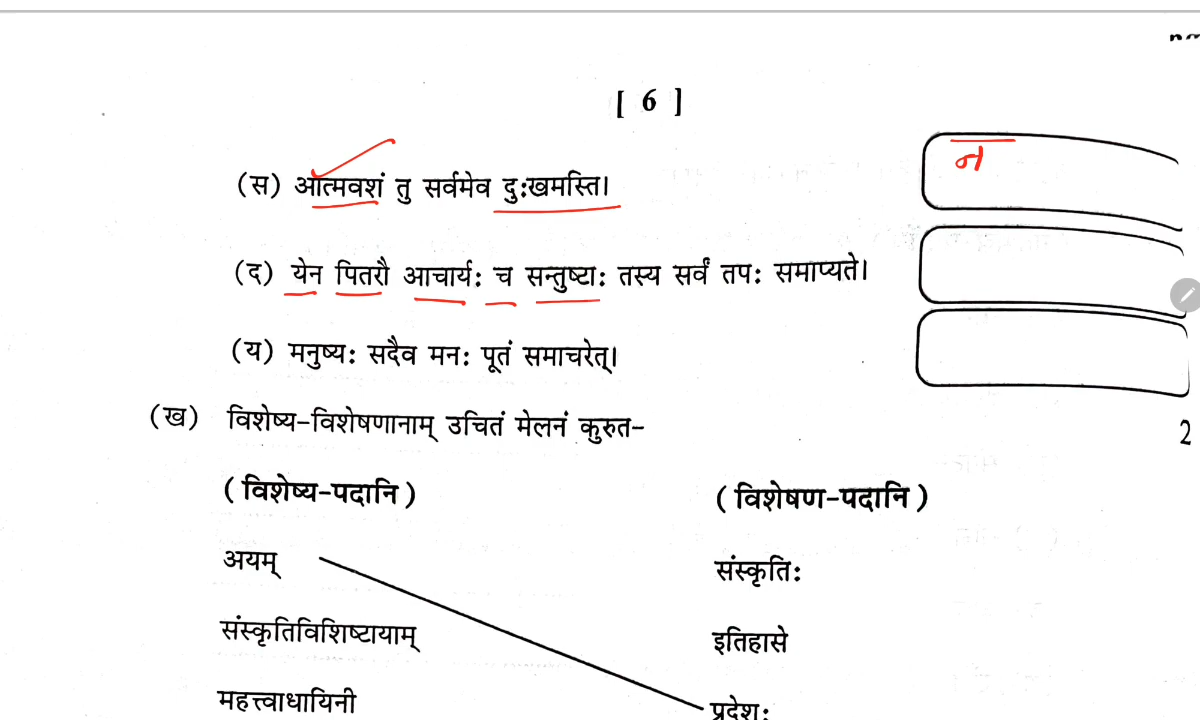 [ 6 ]
(स) आत्मवशं तु सर्वमेव दुःखमस्ति।
न
(द) येन पितरौ आचार्यः च सन्तुष्टाः तस्य सर्वं तपः समाप्यते।
(य) मनुष्यः सदैव मनः पूतं समाचरेत्।
(ख) विशेष्य-विशेषणानाम् उचितं मेलनं कुरुत-
2
(विशेष्य-पदानि) (विशेषण-पदानि)
अयम् संस्कृतिः
संस्कृतिविशिष्टायाम् इतिहासे
महत्त्वाधायिनी प्रदेशः